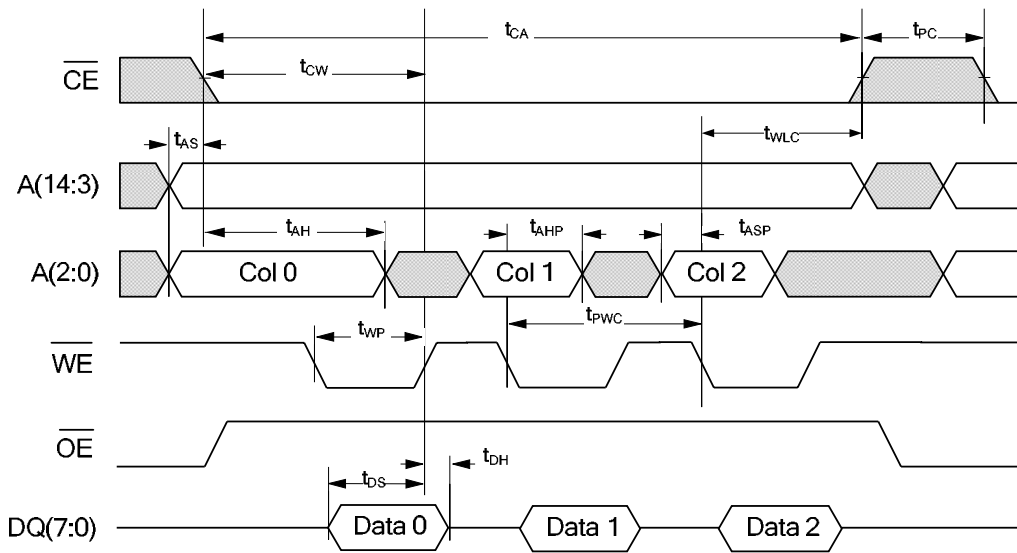 tCA
tPC
tCW
CE
tWLC
tAS
A(14:3)
tAH
tAHP
tASP
A(2:0)
Col 0
Col 1
Col 2
tWP
tPWC
WE
OE
tDS
tDH
DQ(7:0)
Data 0
Data 1
Data 2